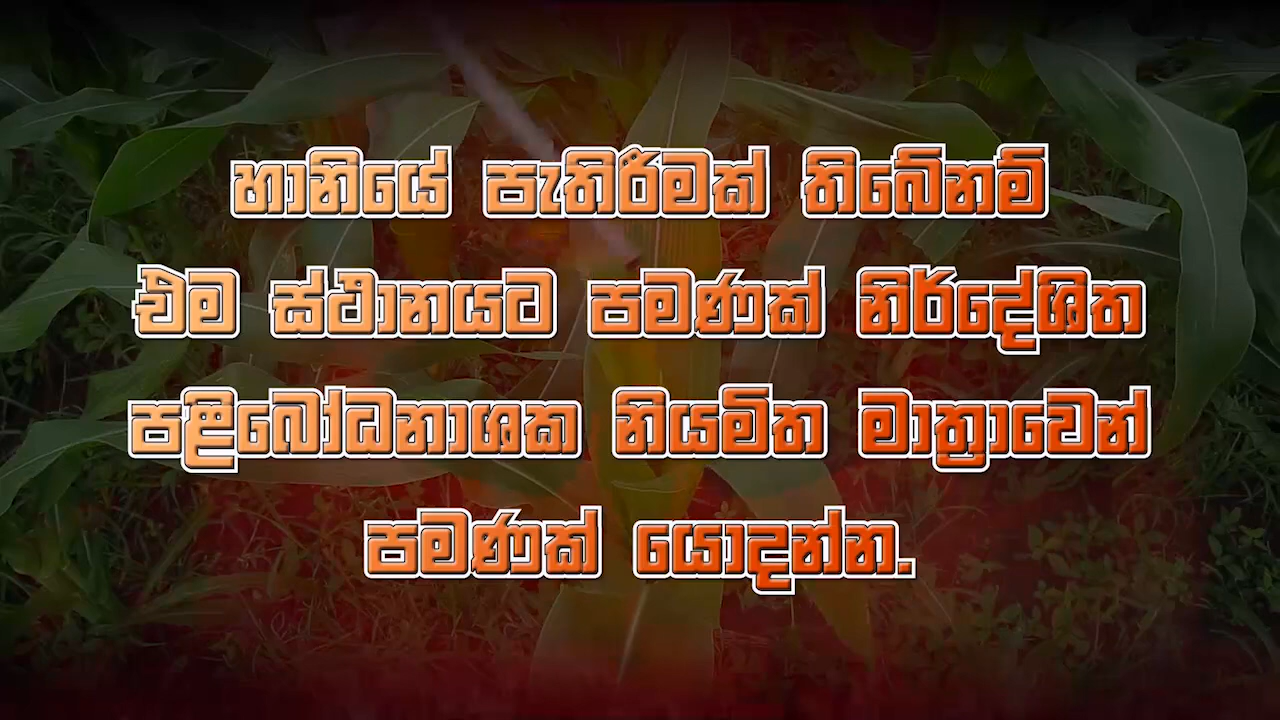 හානියේ පැතිරීමක් තිබේනම්
එම ස්ථානයට පමණක් නිර්දේශිත
පළිබෝධනාශක නියමිත මාත්‍රාවෙන්
පමණක් යොදන්න.